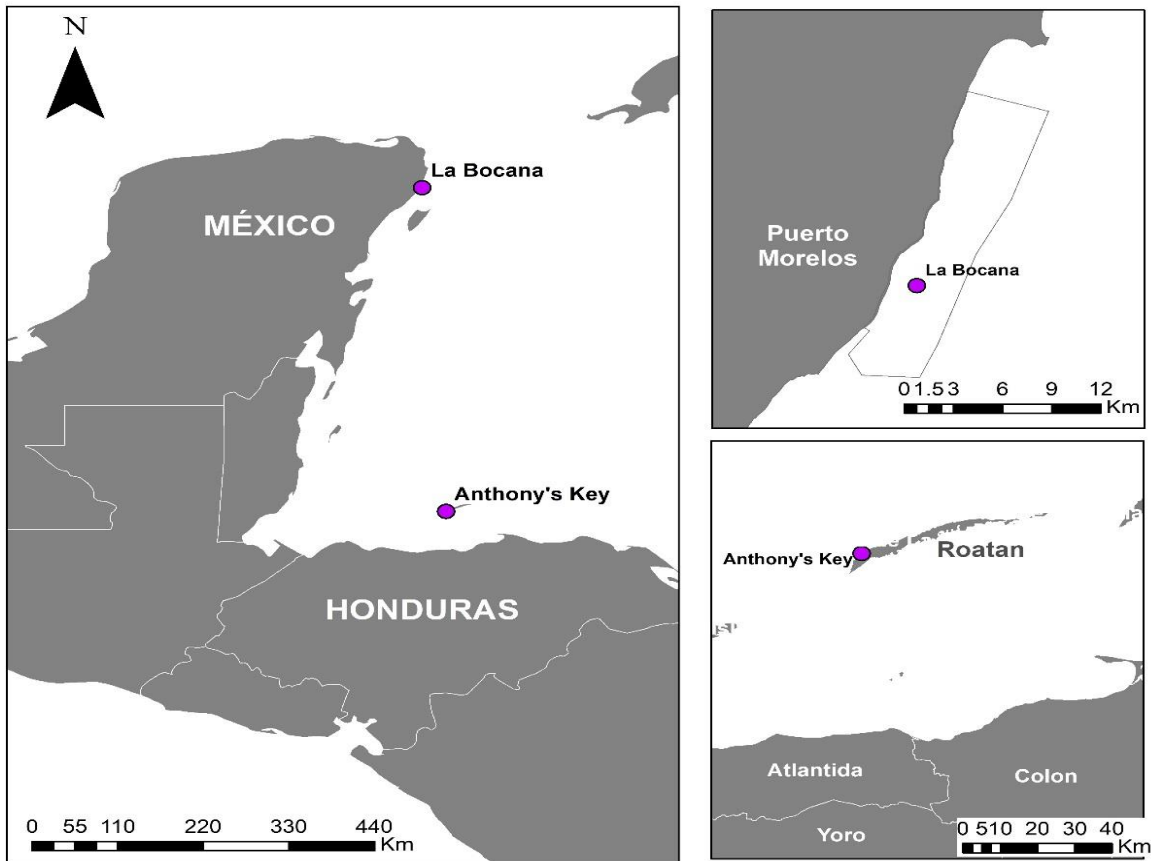 N
La Bocana
MÉXICO
Anthony's Key
HONDURAS
0 55 110 220 330 440
Km
Puerto
Morelos
La Bocana
0 1.5 3 6 9 12
Km
Anthony's Key
Roatan
Atlantida
Colon
Yoro
0 5 10 20 30 40
Km